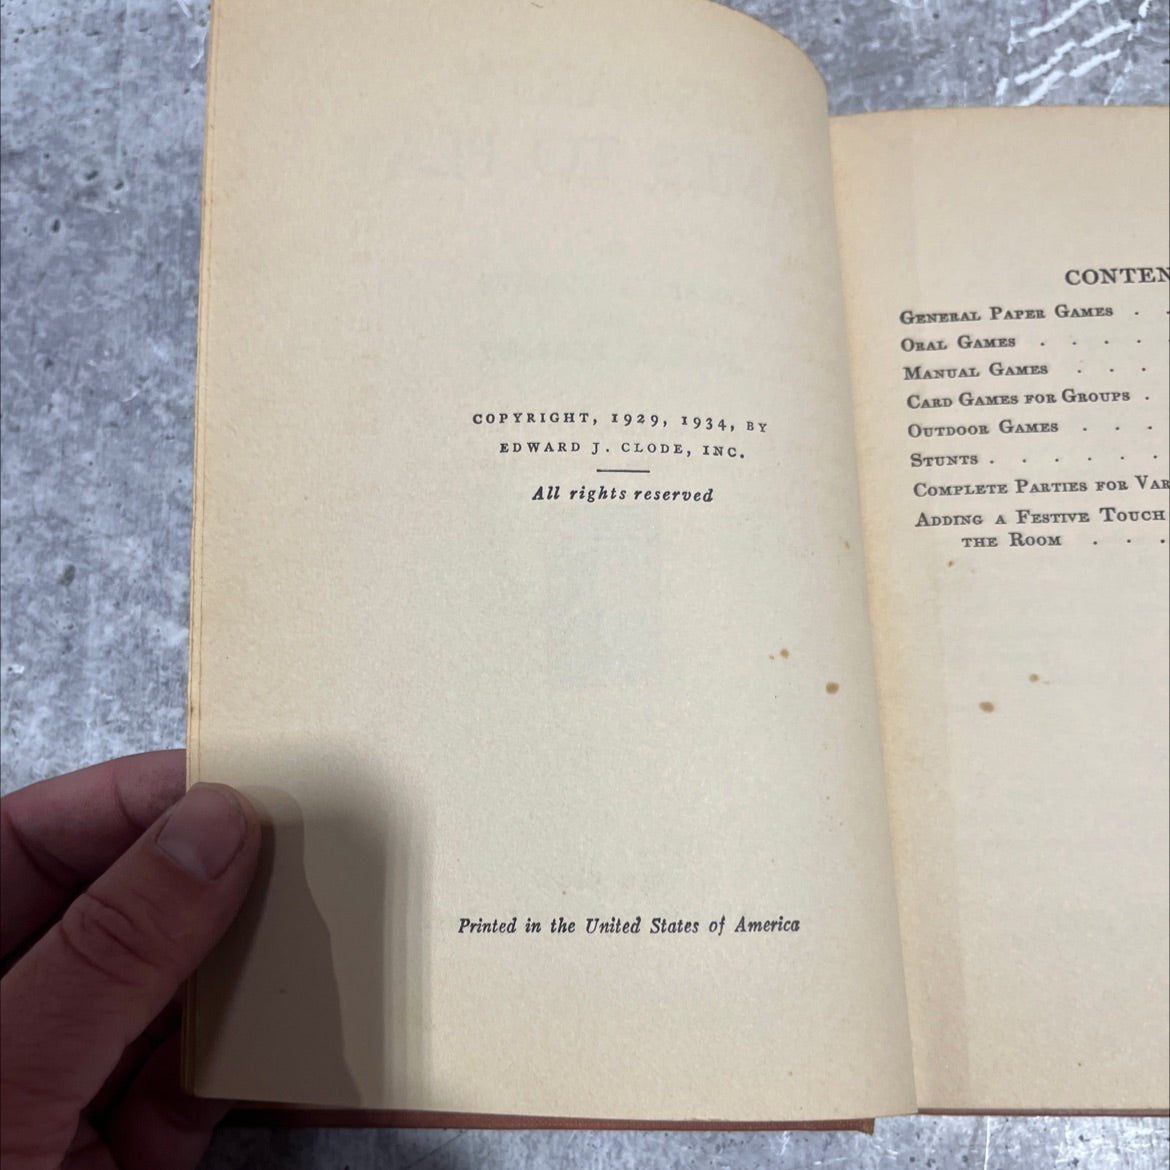 COPYRIGHT, 1929, 1934, BY
EDWARD J. CLODE, INC.
All rights reserved
Printed in the United States of America
CONTEN
GENERAL PAPER GAMES . .
ORAL GAMES . . . . .
MANUAL GAMES . . .
CARD GAMES FOR GROUPS .
OUTDOOR GAMES . . .
STUNTS . . . . . .
COMPLETE PARTIES FOR VAR
ADDING A FESTIVE TOUCH
THE ROOM . . .